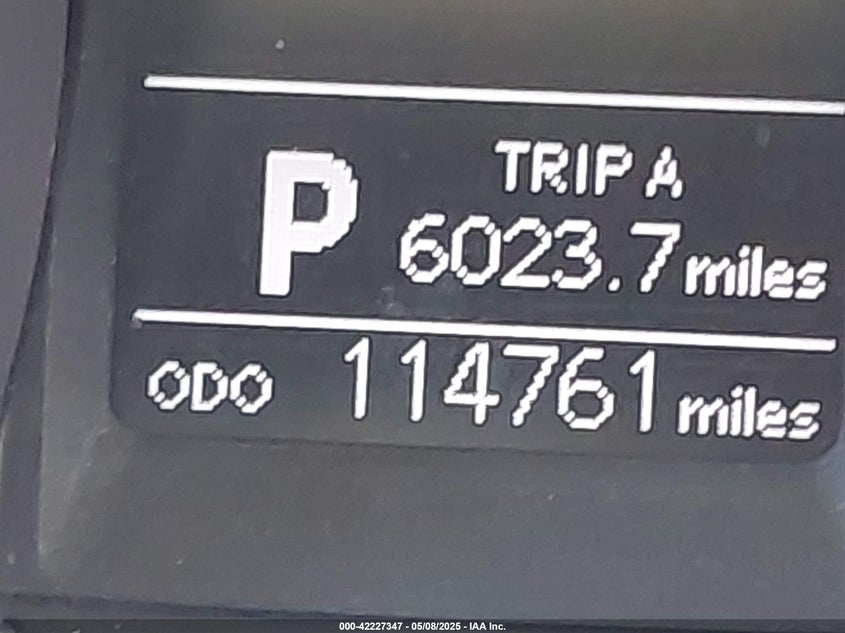 TRIP A
P 6023.7 miles
ODO 114761 miles
000-42227347 - 05/08/2025 - IAA Inc.